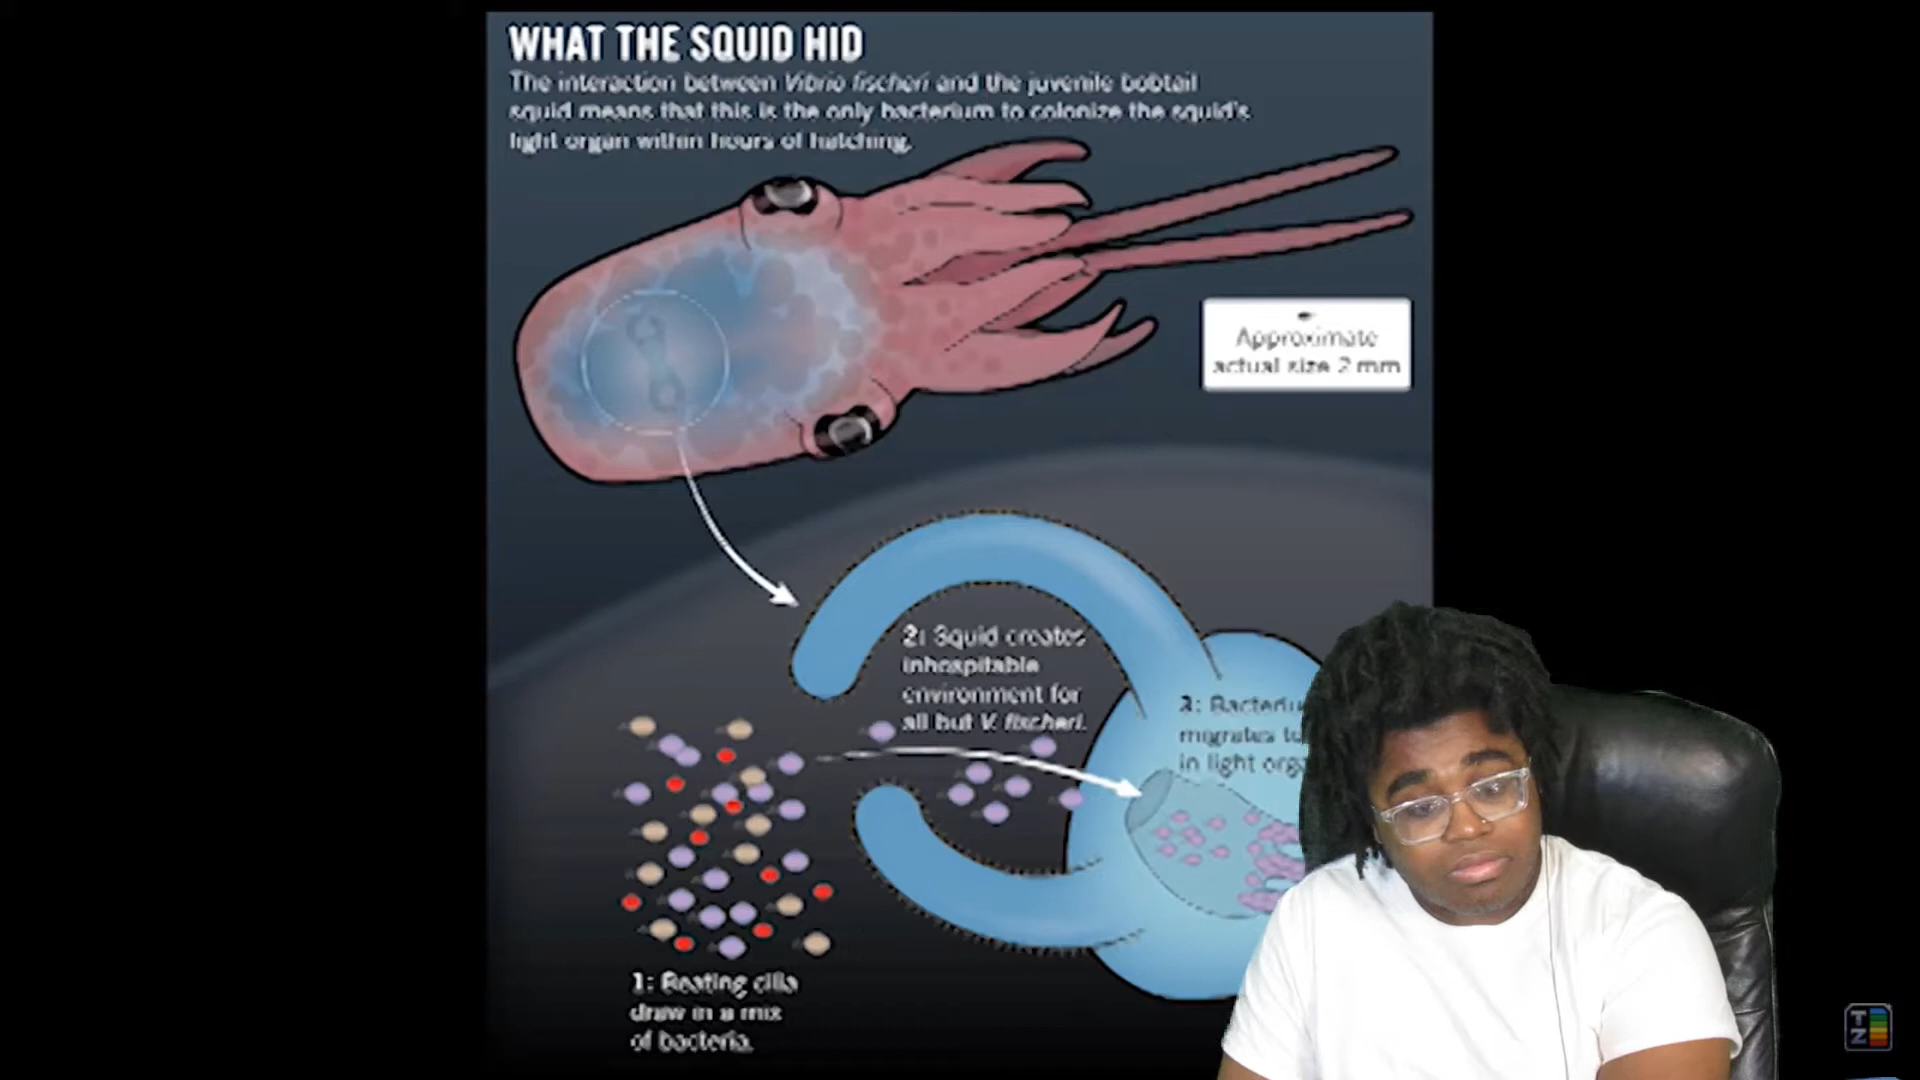 WHAT THE SQUID HID
The interaction between Vibrio fischeri and the juvenile bobtail
squid means that this is the only bacterium to colonize the squid's
light organ within hours of hatching.
Approximate
actual size 2 mm
2: Squid creates
inhospitable
environment for
all but V. fischeri.
3:
migrates
in light
1: Beating cilia
draw in a mix
of bacteria.
TZ